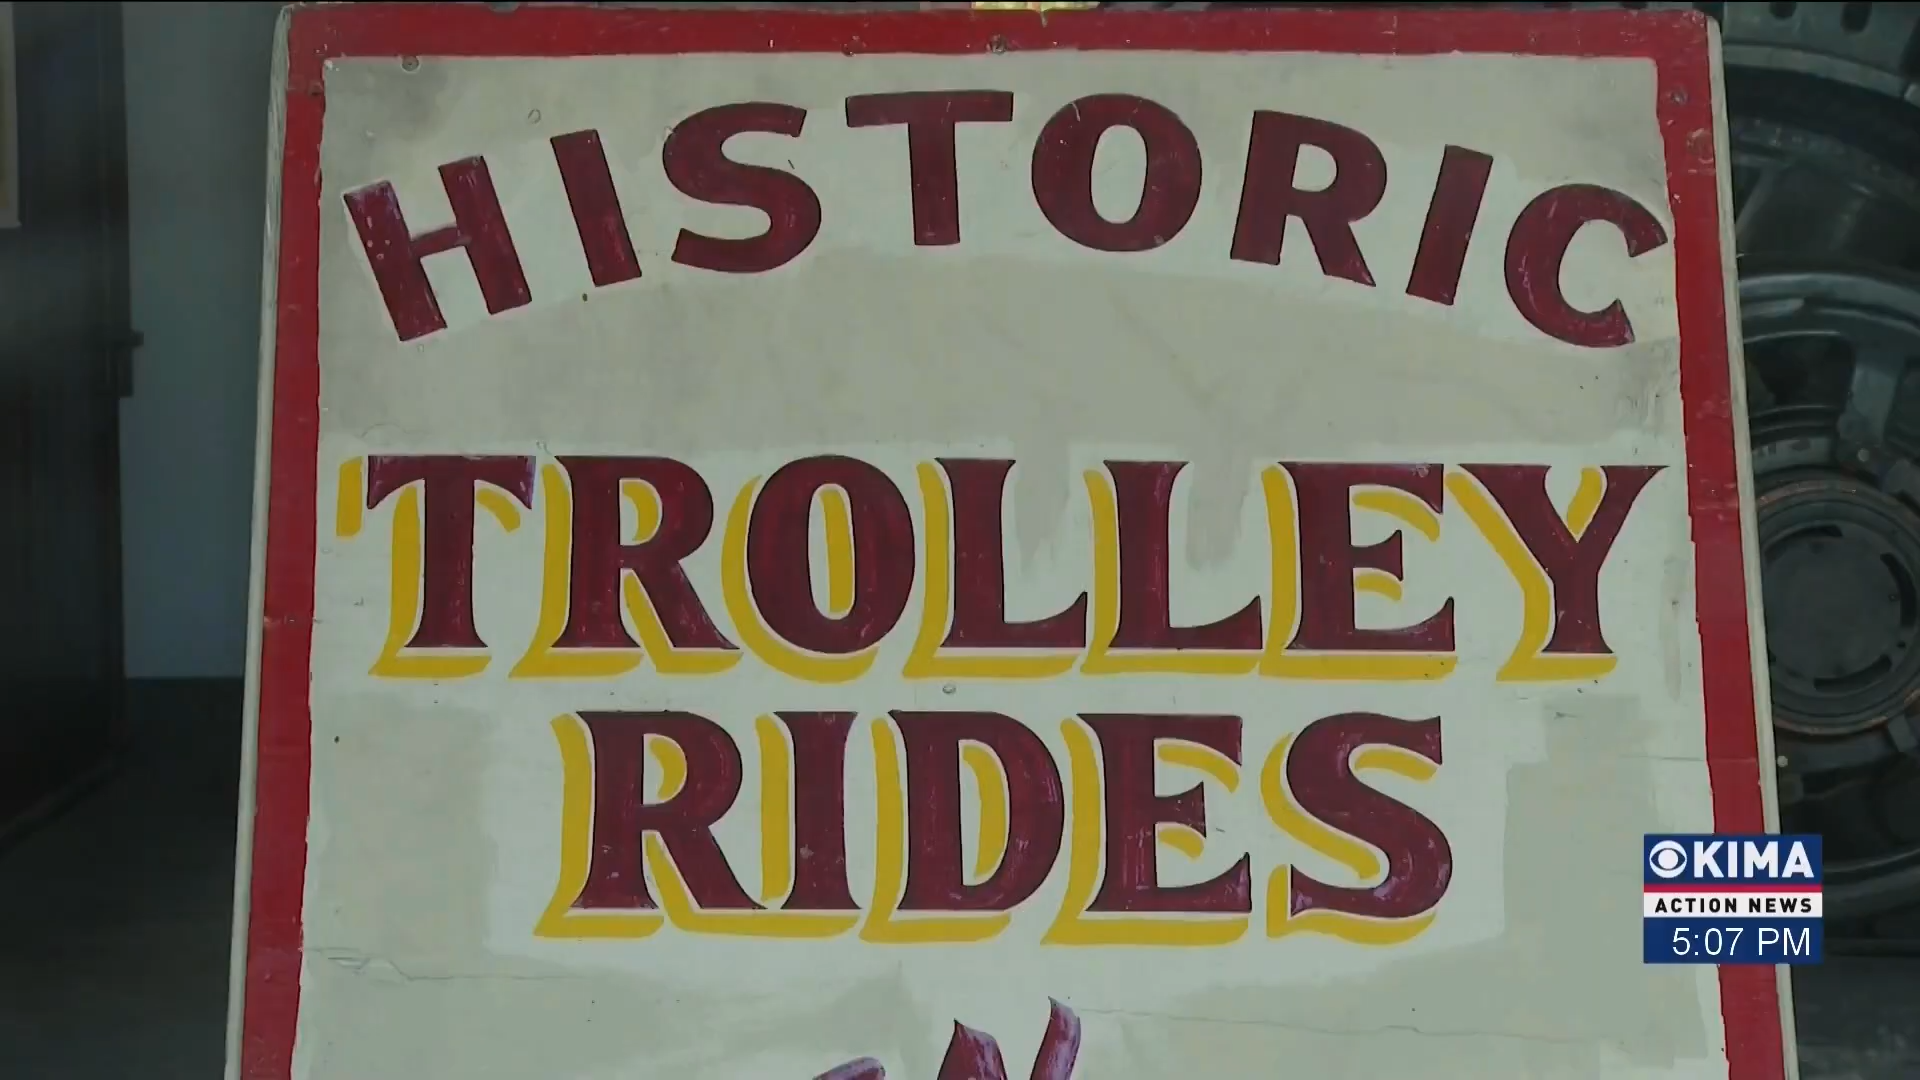 HISTORIC
TROLLEY
RIDES
KIMA
ACTION NEWS
5:07 PM